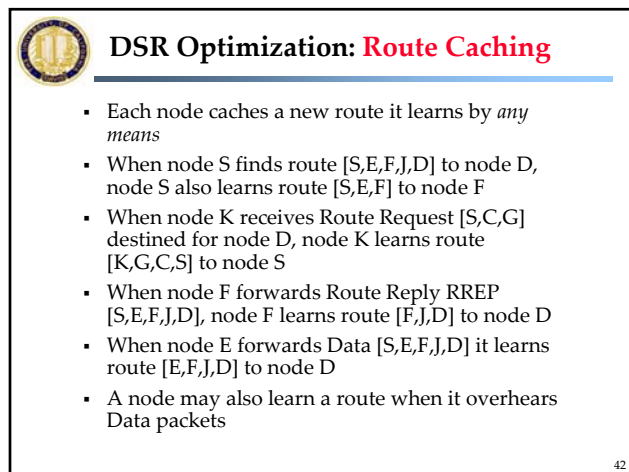 DSR Optimization: Route Caching
▪ Each node caches a new route it learns by any
means
▪ When node S finds route [S,E,F,J,D] to node D,
node S also learns route [S,E,F] to node F
▪ When node K receives Route Request [S,C,G]
destined for node D, node K learns route
[K,G,C,S] to node S
▪ When node F forwards Route Reply RREP
[S,E,F,J,D], node F learns route [F,J,D] to node D
▪ When node E forwards Data [S,E,F,J,D] it learns
route [E,F,J,D] to node D
▪ A node may also learn a route when it overhears
Data packets
42